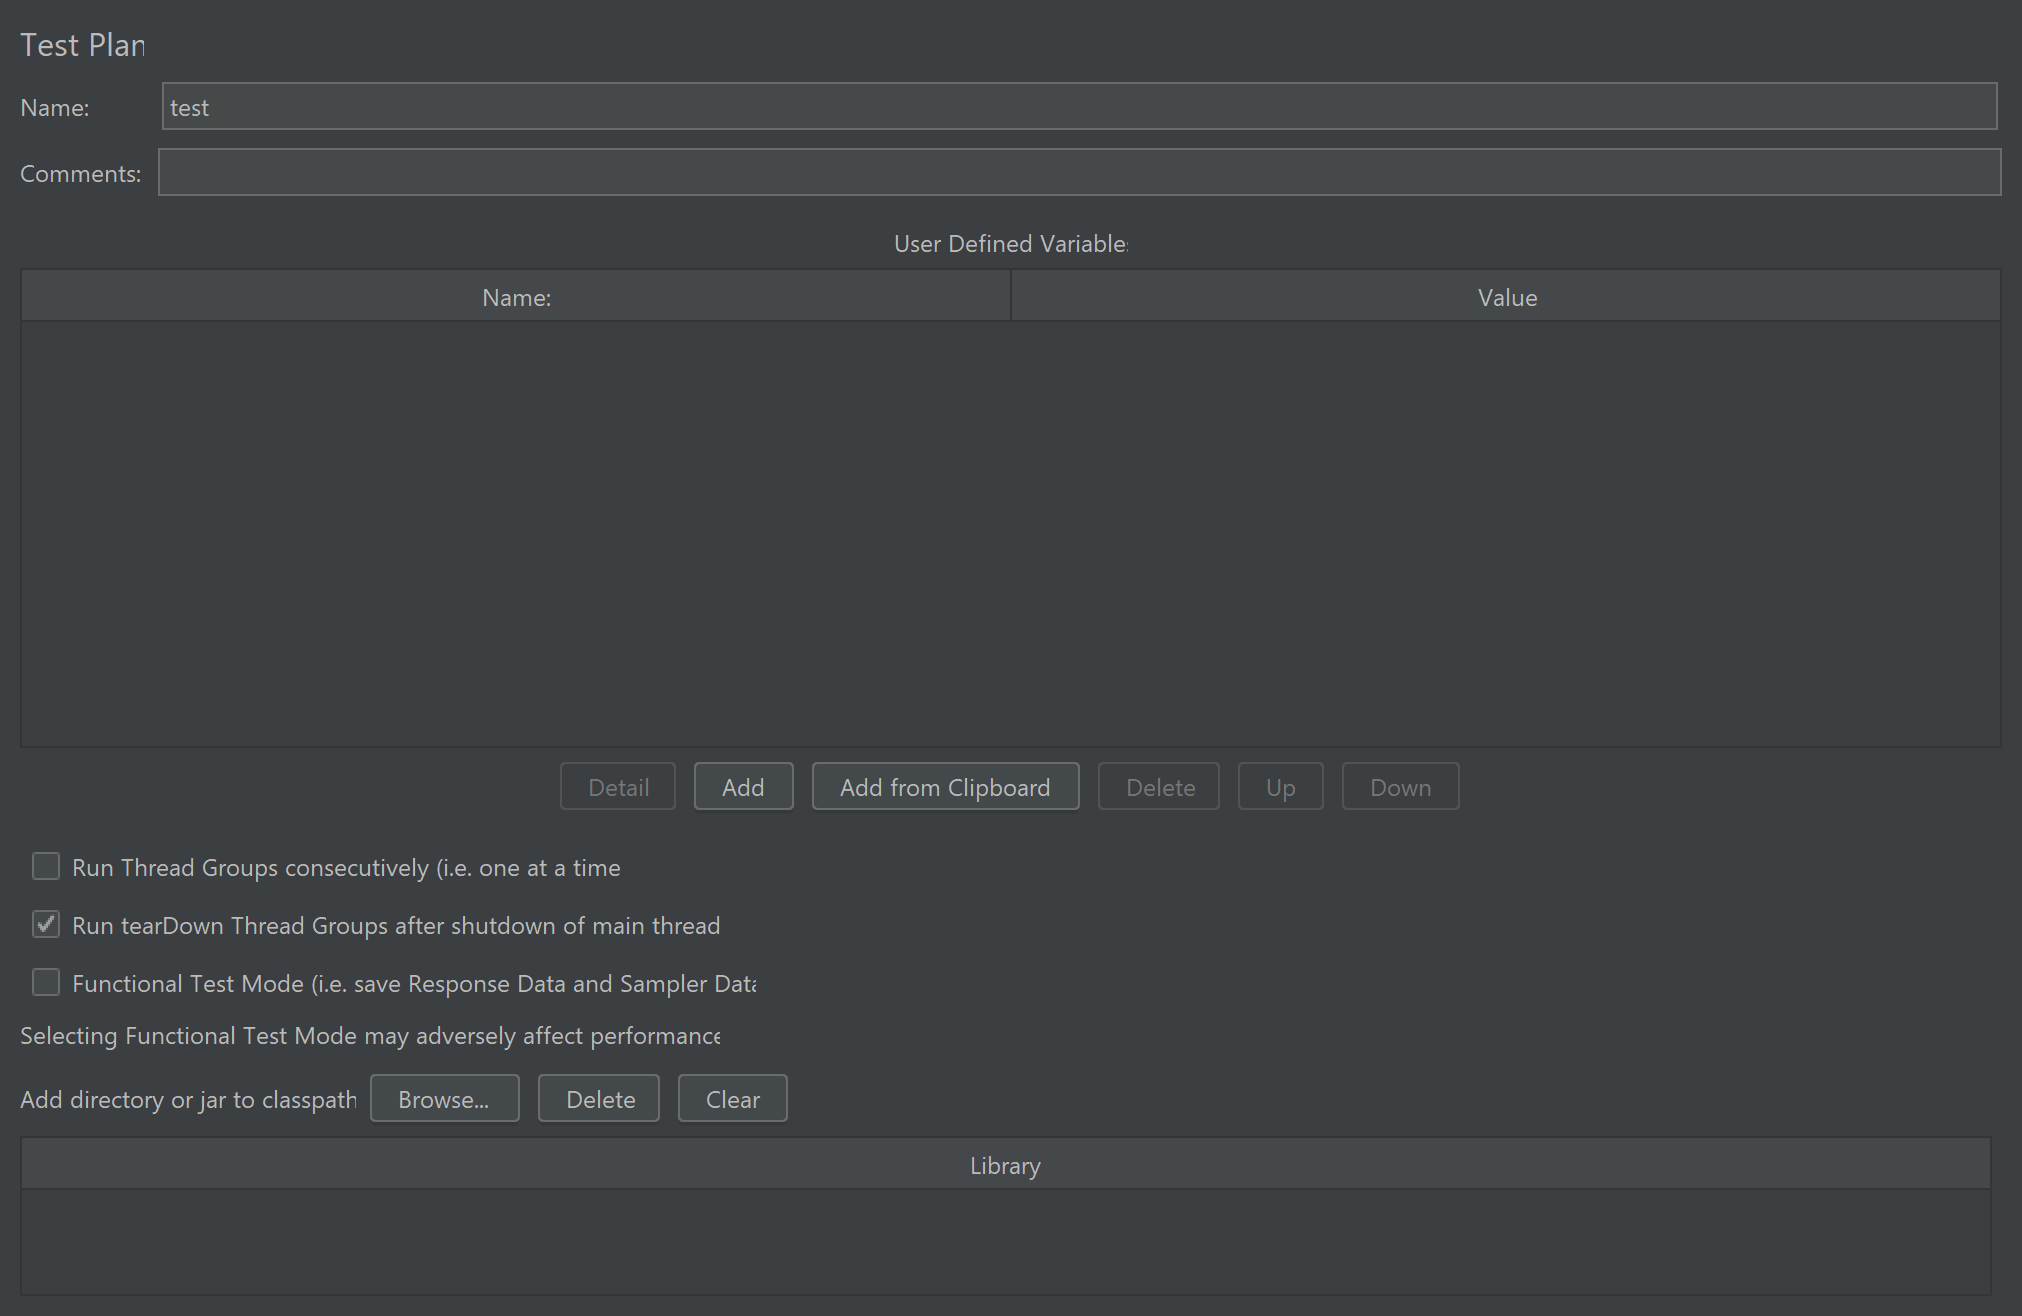 Test Plan
Name: test
Comments:
User Defined Variables
Name: Value
Detail Add Add from Clipboard Delete Up Down
Run Thread Groups consecutively (i.e. one at a time
Run tearDown Thread Groups after shutdown of main thread
Functional Test Mode (i.e. save Response Data and Sampler Data
Selecting Functional Test Mode may adversely affect performance
Add directory or jar to classpath Browse... Delete Clear
Library